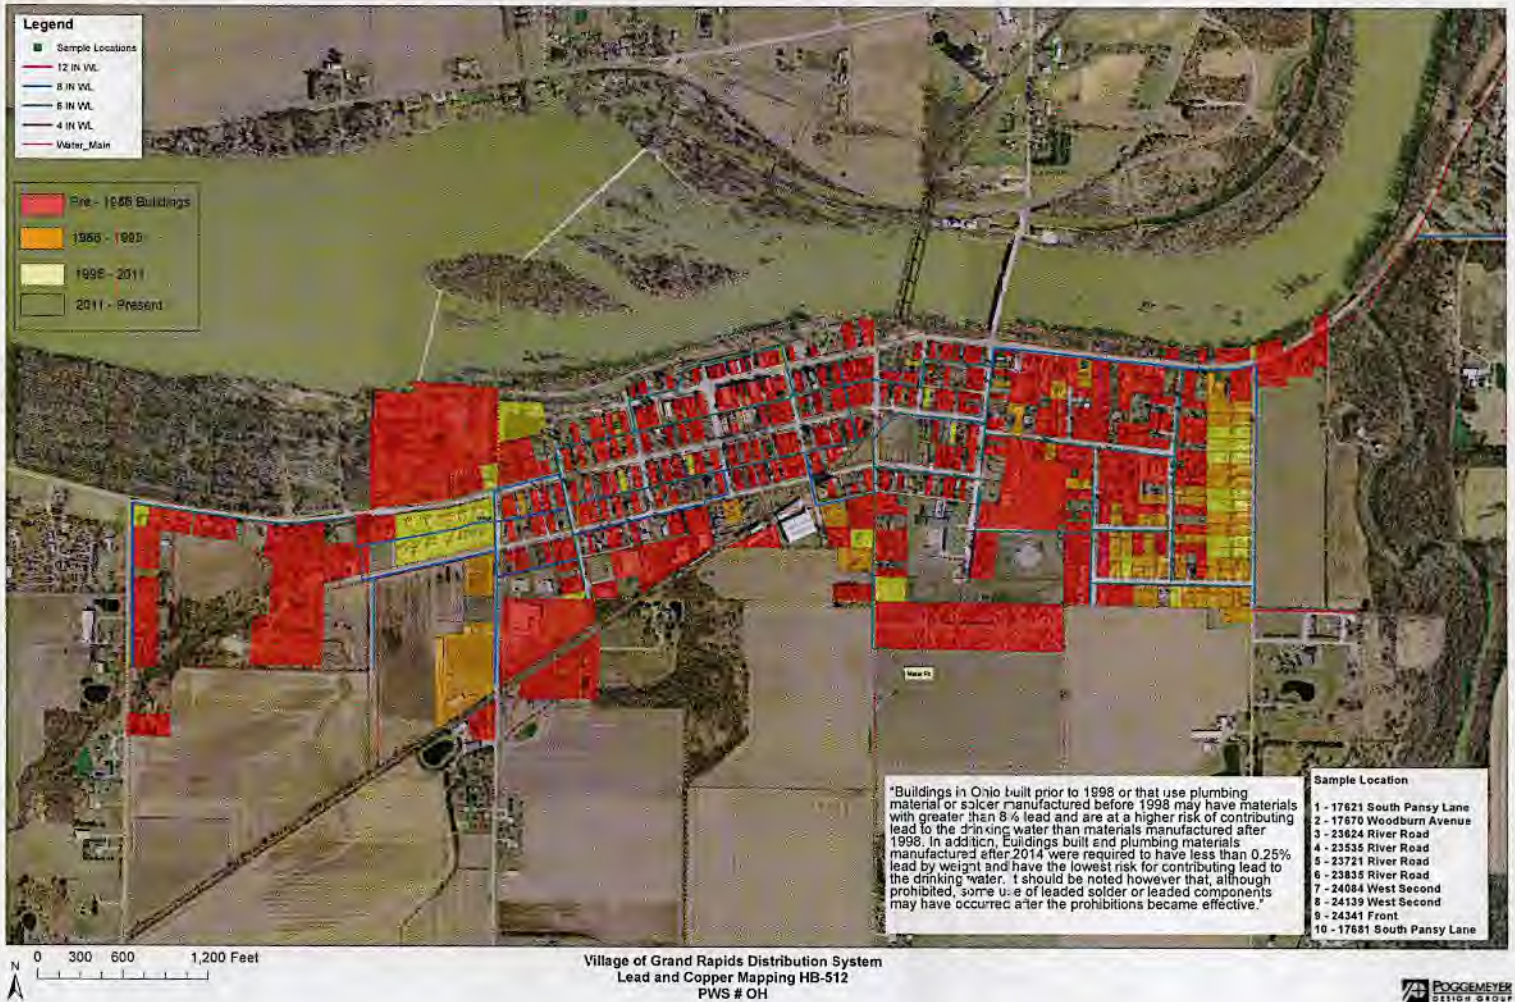 Legend
Sample Locations
12 IN WL
8 IN WL
6 IN WL
4 IN WL
Water_Main
Pre - 1986 Buildings
1986 - 1995
1996 - 2011
2011 - Present
"Buildings in Ohio built prior to 1998 or that use plumbing
material or solder manufactured before 1998 may have materials
with greater than 8 % lead and are at a higher risk of contributing
lead to the drinking water than materials manufactured after
1998. In addition, Buildings built and plumbing materials
manufactured after 2014 were required to have less than 0.25%
lead by weight and have the lowest risk for contributing lead to
the drinking water. It should be noted however that, although
prohibited, some use of leaded solder or leaded components
may have occurred after the prohibitions became effective."
Sample Location
1 - 17621 South Pansy Lane
2 - 17670 Woodburn Avenue
3 - 23624 River Road
4 - 23535 River Road
5 - 23721 River Road
6 - 23835 River Road
7 - 24084 West Second
8 - 24139 West Second
9 - 24341 Front
10 - 17681 South Pansy Lane
N
0 300 600 1,200 Feet
Village of Grand Rapids Distribution System
Lead and Copper Mapping HB-512
PWS # OH
POGGEMEYER
DESIGN GROUP